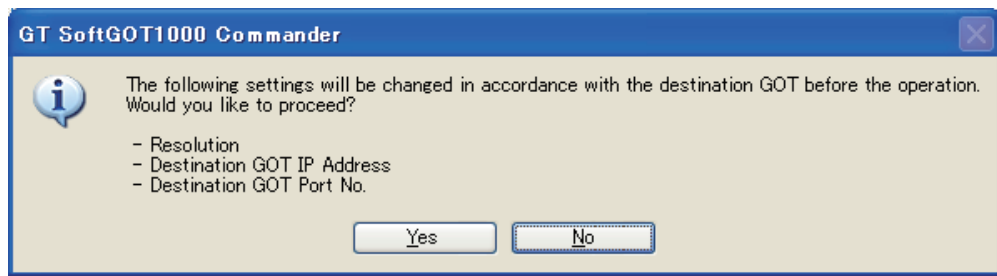 GT SoftGOT1000 Commander
The following settings will be changed in accordance with the destination GOT before the operation.
Would you like to proceed?
- Resolution
- Destination GOT IP Address
- Destination GOT Port No.
Yes No